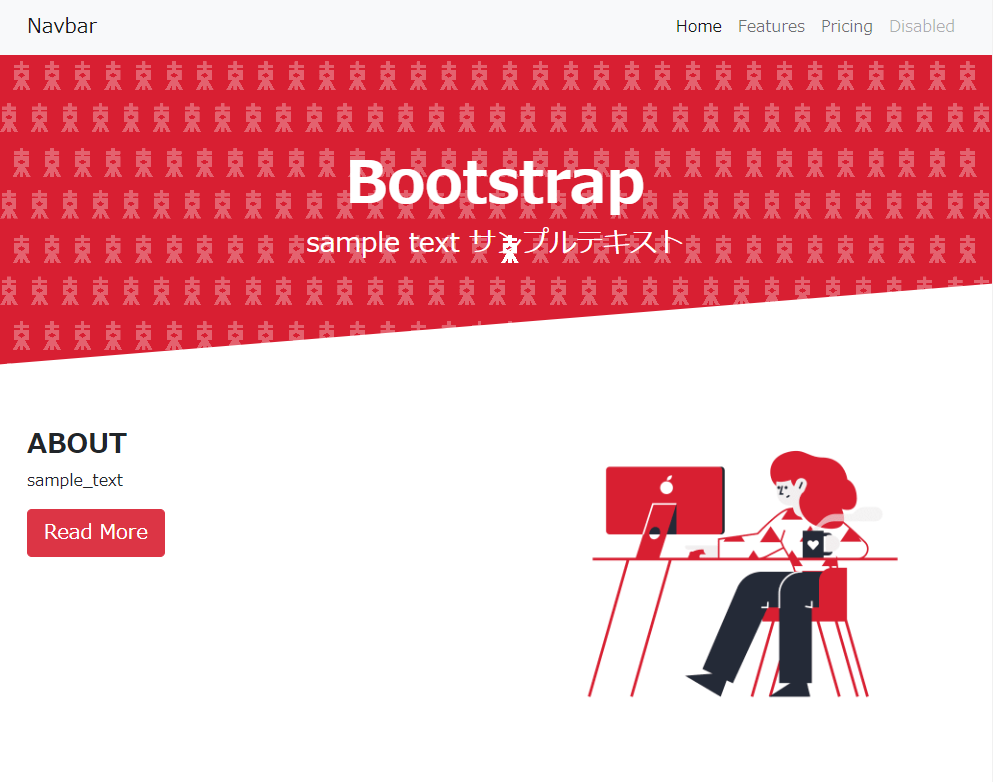 Navbar
Home Features Pricing Disabled
Bootstrap
sample text サンプルテキスト
ABOUT
sample_text
Read More